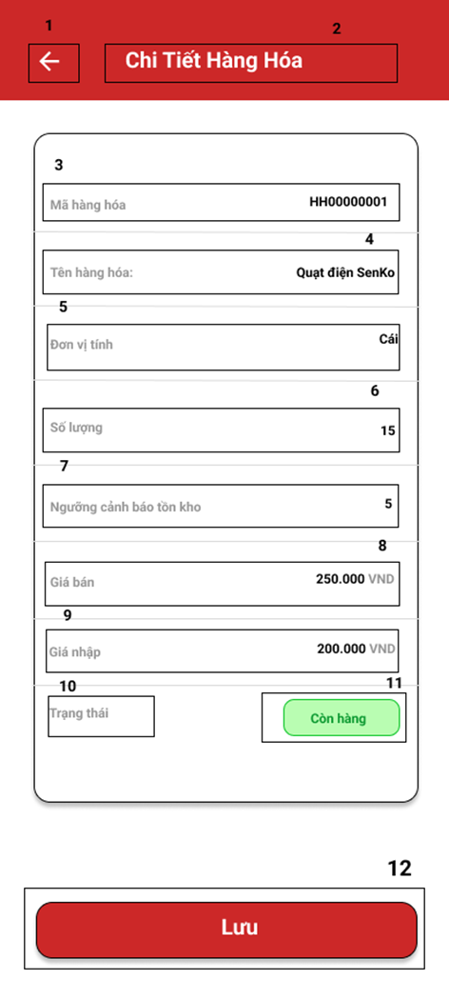 1
2
Chi Tiết Hàng Hóa
3
Mã hàng hóa HH00000001
4
Tên hàng hóa: Quạt điện SenKo
5
Đơn vị tính Cái
6
Số lượng 15
7
Ngưỡng cảnh báo tồn kho 5
8
Giá bán 250.000 VND
9
Giá nhập 200.000 VND
10 11
Trạng thái Còn hàng
12
Lưu